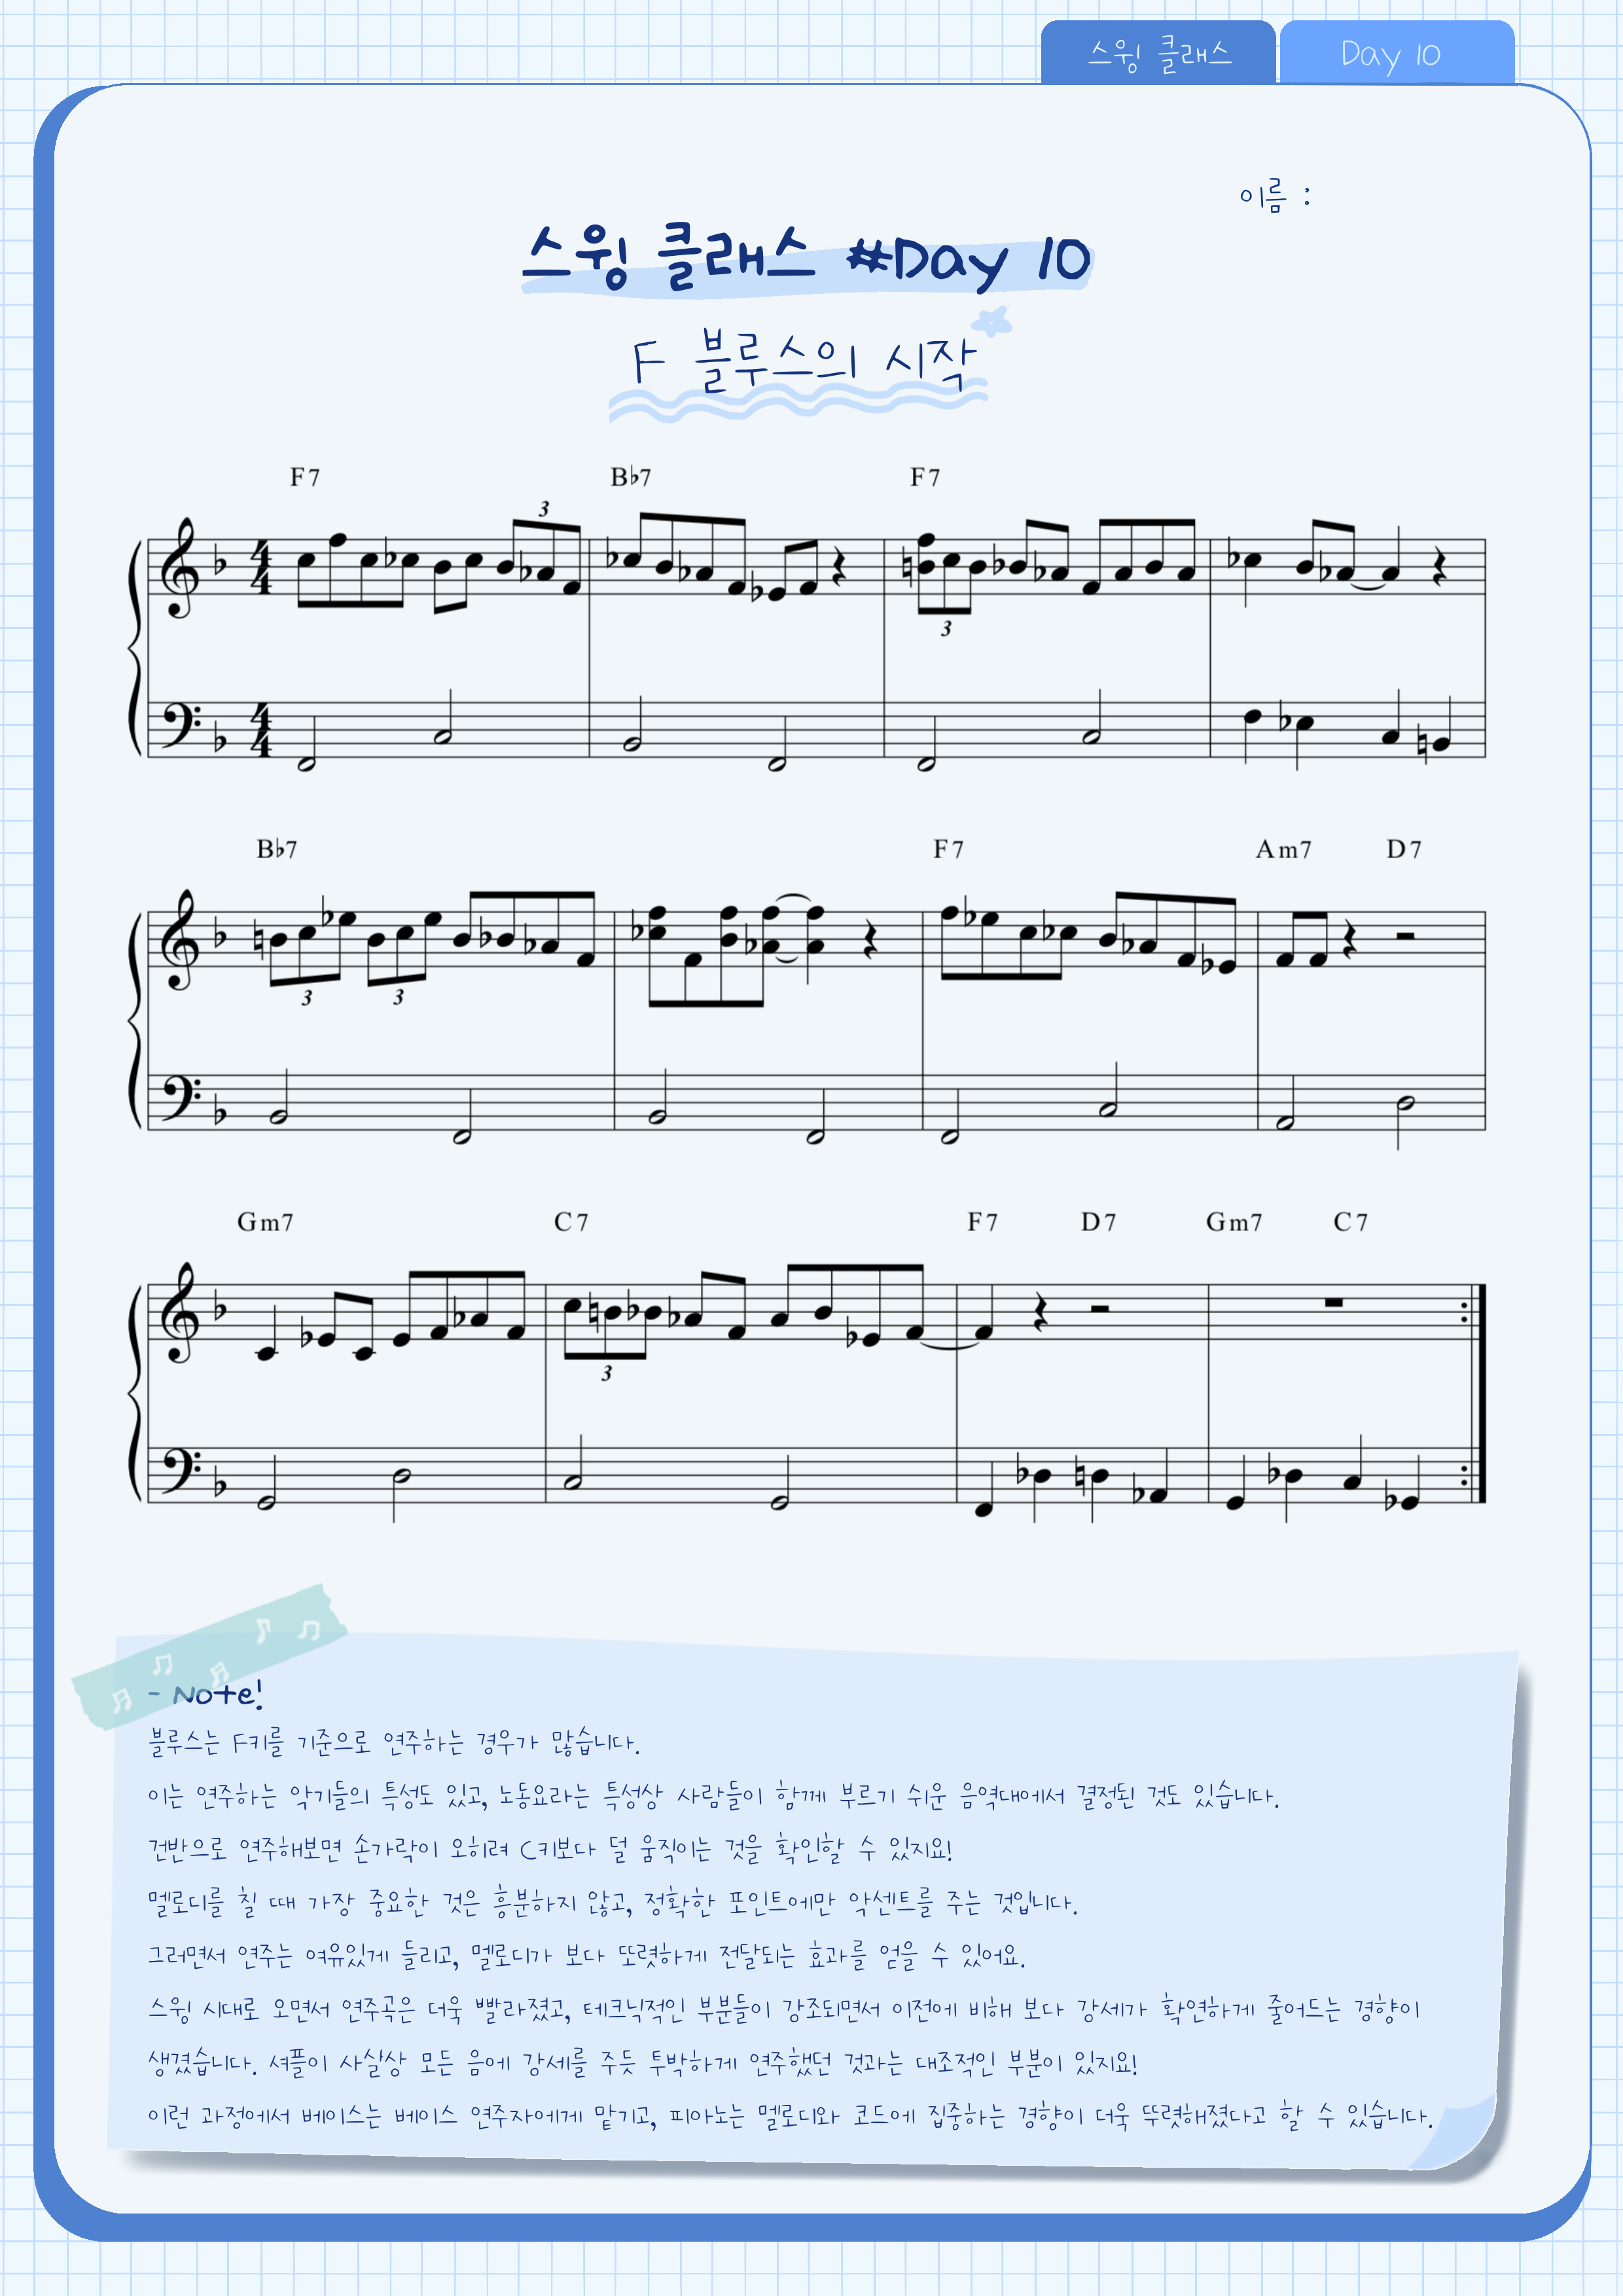 스윙 클래스 Day 10
이름 :
스윙 클래스 #Day 10
F 블루스의 시작
F7 B♭7 F7
3
4 4
3
4 4
B♭7 F7 Am7 D7
3 3
Gm7 C7 F7 D7 Gm7 C7
3
- Note!
블루스는 F키를 기준으로 연주하는 경우가 많습니다.
이는 연주하는 악기들의 특성도 있고, 노동요라는 특성상 사람들이 함께 부르기 쉬운 음역대에서 결정된 것도 있습니다.
건반으로 연주해보면 손가락이 오히려 C키보다 덜 움직이는 것을 확인할 수 있지요!
멜로디를 칠 때 가장 중요한 것은 흥분하지 않고, 정확한 포인트에만 악센트를 주는 것입니다.
그러면서 연주는 여유있게 들리고, 멜로디가 보다 또렷하게 전달되는 효과를 얻을 수 있어요.
스윙 시대로 오면서 연주곡은 더욱 빨라졌고, 테크닉적인 부분들이 강조되면서 이전에 비해 보다 강세가 확연하게 줄어드는 경향이
생겼습니다. 셔플이 사실상 모든 음에 강세를 주듯 투박하게 연주했던 것과는 대조적인 부분이 있지요!
이런 과정에서 베이스는 베이스 연주자에게 맡기고, 피아노는 멜로디와 코드에 집중하는 경향이 더욱 뚜렷해졌다고 할 수 있습니다.